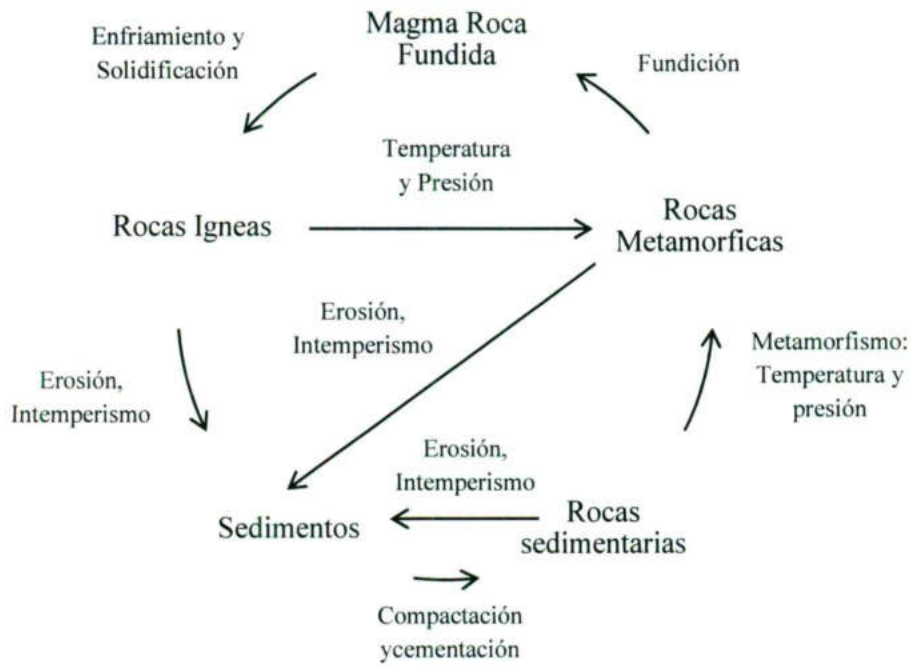 Enfriamiento y
Solidificación
Magma Roca
Fundida
Fundición
Temperatura
y Presión
Rocas Igneas
Rocas
Metamorficas
Erosión,
Intemperismo
Erosión,
Intemperismo
Metamorfismo:
Temperatura y
presión
Erosión,
Intemperismo
Sedimentos
Rocas
sedimentarias
Compactación
ycementación